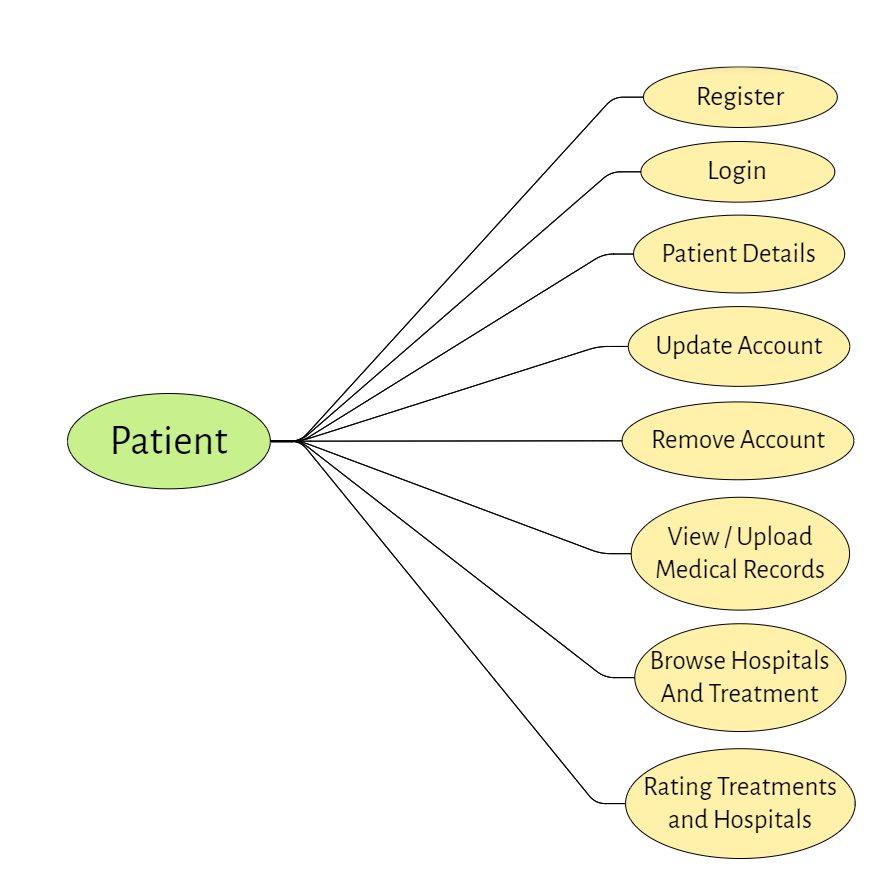 Register
Login
Patient Details
Update Account
Patient
Remove Account
View / Upload
Medical Records
Browse Hospitals
And Treatment
Rating Treatments
and Hospitals